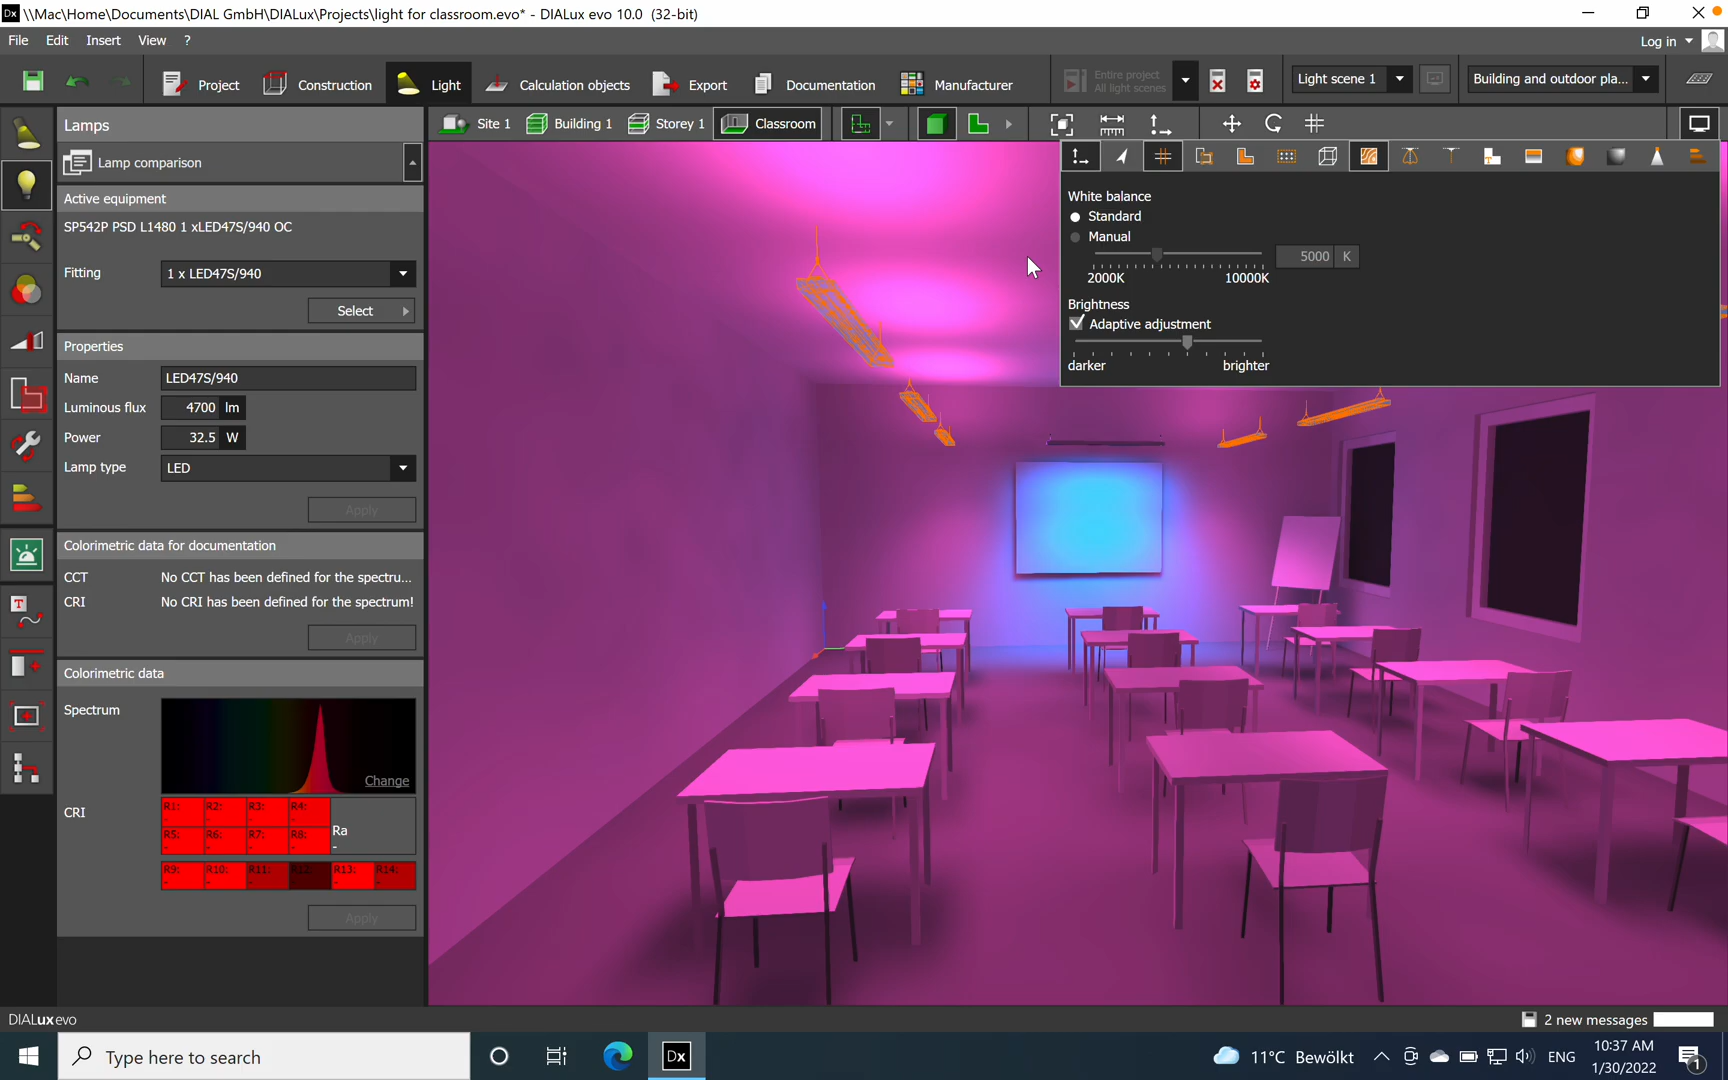 Dx \\Mac\Home\Documents\DIAL GmbH\DIALux\Projects\light for classroom.evo* - DIALux evo 10.0 (32-bit)
File Edit Insert View ?
Log in
Project Construction Light Calculation objects Export Documentation Manufacturer
Entire project
All light scenes
Light scene 1
Building and outdoor pla...
Lamps
Site 1 Building 1 Storey 1 Classroom
Lamp comparison
Active equipment
SP542P PSD L1480 1 xLED47S/940 OC
Fitting 1 x LED47S/940
Select
Properties
Name LED47S/940
Luminous flux 4700 lm
Power 32.5 W
Lamp type LED
Apply
Colorimetric data for documentation
CCT No CCT has been defined for the spectru...
CRI No CRI has been defined for the spectrum!
Apply
Colorimetric data
Spectrum
Change
CRI
R1: R2: R3: R4:
- - - -
R5: R6: R7: R8:
- - - -
Ra
-
R9: R10: R11: R12: R13: R14:
- - - - - -
Apply
White balance
Standard
Manual
5000 K
2000K 10000K
Brightness
Adaptive adjustment
darker brighter
DIALux evo
2 new messages
Type here to search
Dx
11°C Bewölkt
ENG
10:37 AM
1/30/2022
1